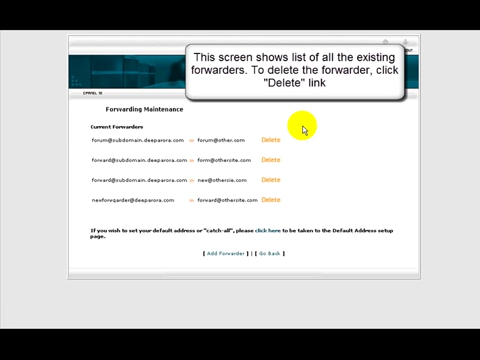 This screen shows list of all the existing
forwarders. To delete the forwarder, click
"Delete" link
CPANEL 10
Forwarding Maintenance
Current Forwarders
forum@subdomain.deeparora.com >> forum@other.com Delete
forward@subdomain.deeparora.com >> form@othersite.com Delete
forward@subdomain.deeparora.com >> new@othersie.com Delete
newforwqarder@deeparora.com >> forward@othersite.com Delete
If you wish to set your default address or "catch-all", please click here to be taken to the Default Address setup
page.
[ Add Forwarder ] | [ Go Back ]